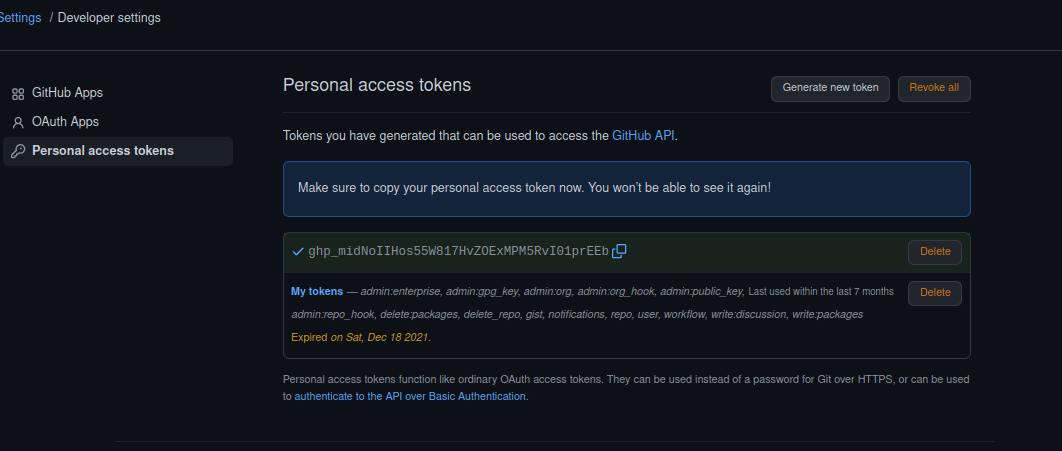 Settings / Developer settings
GitHub Apps
OAuth Apps
Personal access tokens
Personal access tokens
Generate new token
Revoke all
Tokens you have generated that can be used to access the GitHub API.
Make sure to copy your personal access token now. You won't be able to see it again!
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
Delete
My tokens — admin:enterprise, admin:gpg_key, admin:org, admin:org_hook, admin:public_key, Last used within the last 7 months
Delete
admin:repo_hook, delete:packages, delete_repo, gist, notifications, repo, user, workflow, write:discussion, write:packages
Expired on Sat, Dec 18 2021.
Personal access tokens function like ordinary OAuth access tokens. They can be used instead of a password for Git over HTTPS, or can be used
to authenticate to the API over Basic Authentication.